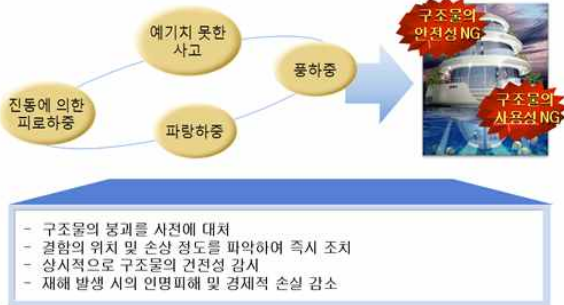 예기치 못한
사고
풍하중
진동에 의한
피로하중
파랑하중
구조물의
안전성 NG
구조물의
사용성 NG
- 구조물의 붕괴를 사전에 대처
- 결함의 위치 및 손상 정도를 파악하여 즉시 조치
- 상시적으로 구조물의 건전성 감시
- 재해 발생 시의 인명피해 및 경제적 손실 감소